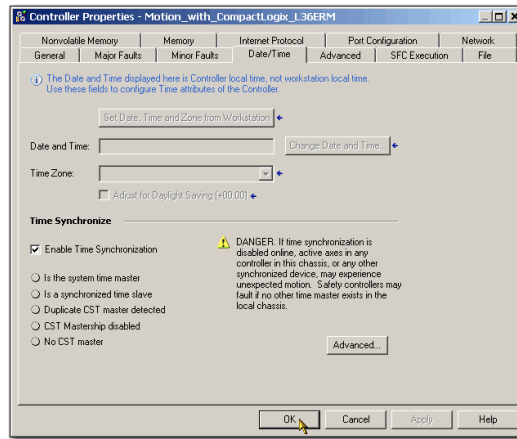 Controller Properties - Motion_with_CompactLogix_L36ERM
Nonvolatile Memory Memory Internet Protocol Port Configuration Network
General Major Faults Minor Faults Date/Time Advanced SFC Execution File
The Date and Time displayed here is Controller local time, not workstation local time.
Use these fields to configure Time attributes of the Controller.
Set Date, Time and Zone from Workstation
Date and Time: Change Date and Time...
Time Zone:
Adjust for Daylight Saving (+00:00)
Time Synchronize
Enable Time Synchronization
Is the system time master
Is a synchronized time slave
Duplicate CST master detected
CST Mastership disabled
No CST master
DANGER. If time synchronization is
disabled online, active axes in any
controller in this chassis, or any other
synchronized device, may experience
unexpected motion. Safety controllers may
fault if no other time master exists in the
local chassis.
Advanced...
OK Cancel Apply Help